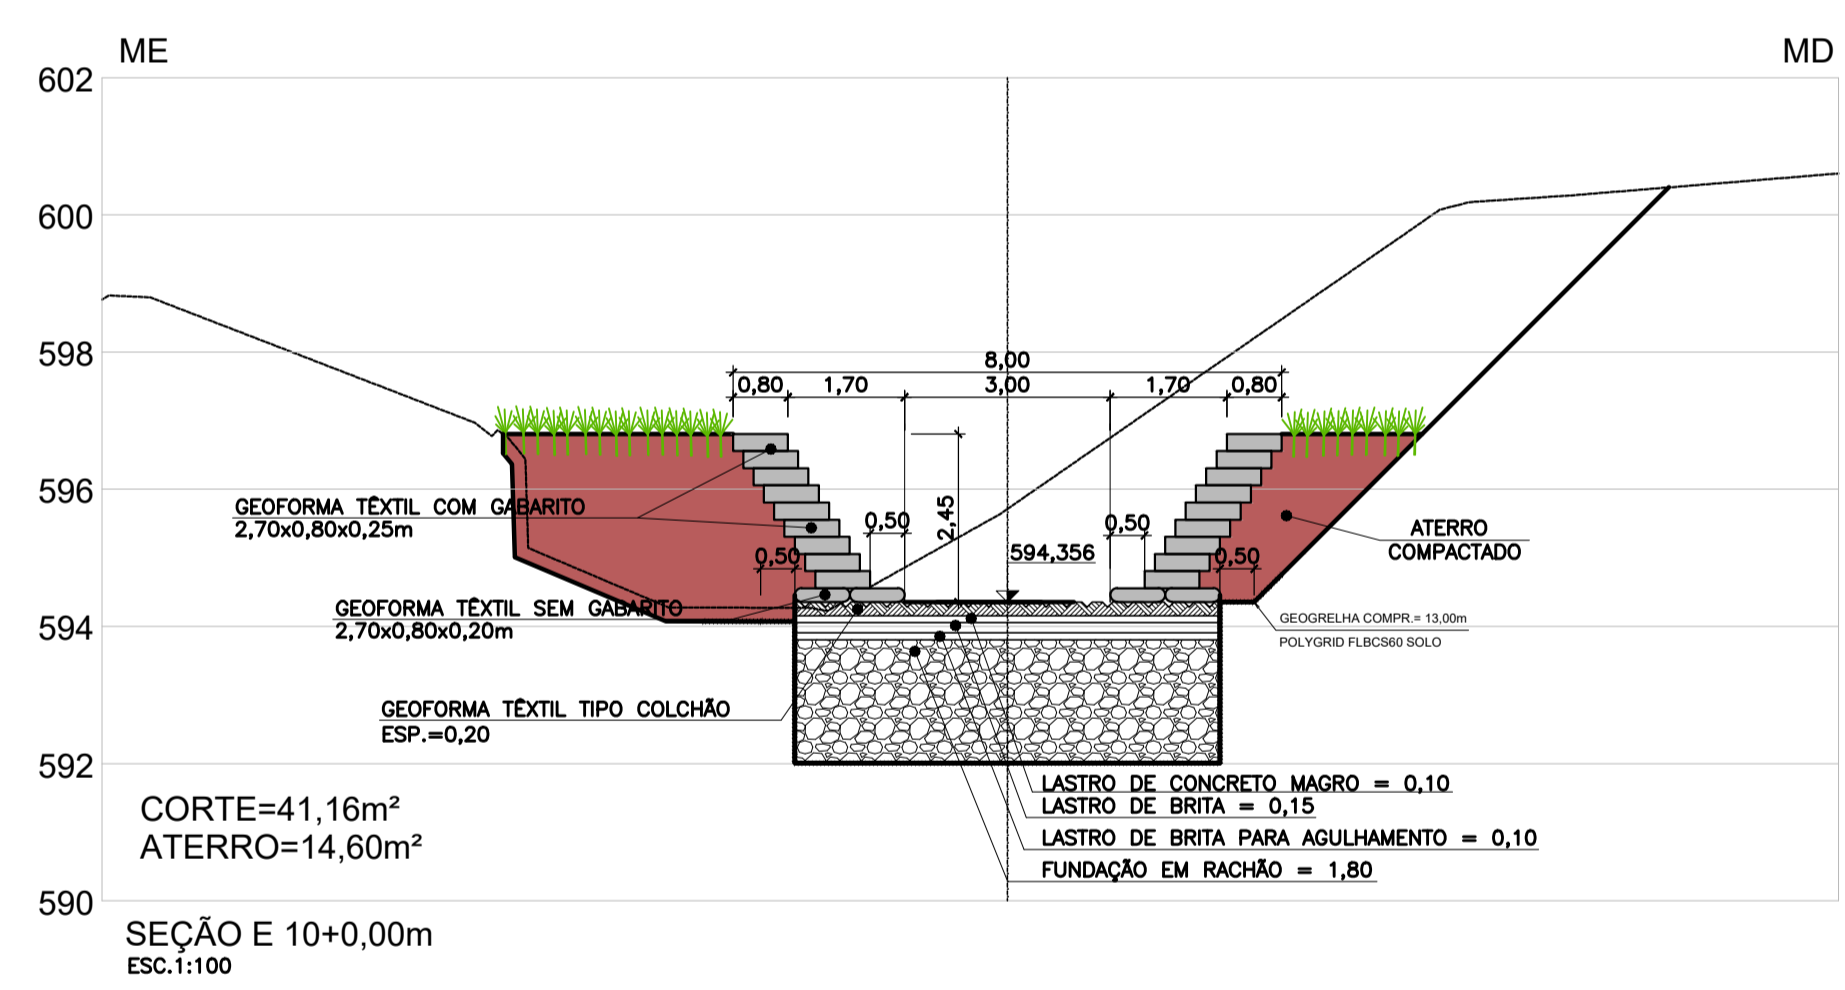 ME
MD
602
600
598
596
594
592
590
8,00
0,80
1,70
3,00
1,70
0,80
2,45
0,50
0,50
0,50
0,50
594,356
GEOFORMA TÊXTIL COM GABARITO
2,70x0,80x0,25m
GEOFORMA TÊXTIL SEM GABARITO
2,70x0,80x0,20m
GEOFORMA TÊXTIL TIPO COLCHÃO
ESP.=0,20
ATERRO
COMPACTADO
GEOGRELHA COMPR.= 13,00m
POLYGRID FLBCS60 SOLO
LASTRO DE CONCRETO MAGRO = 0,10
LASTRO DE BRITA = 0,15
LASTRO DE BRITA PARA AGULHAMENTO = 0,10
FUNDAÇÃO EM RACHÃO = 1,80
CORTE=41,16m²
ATERRO=14,60m²
SEÇÃO E 10+0,00m
ESC.1:100